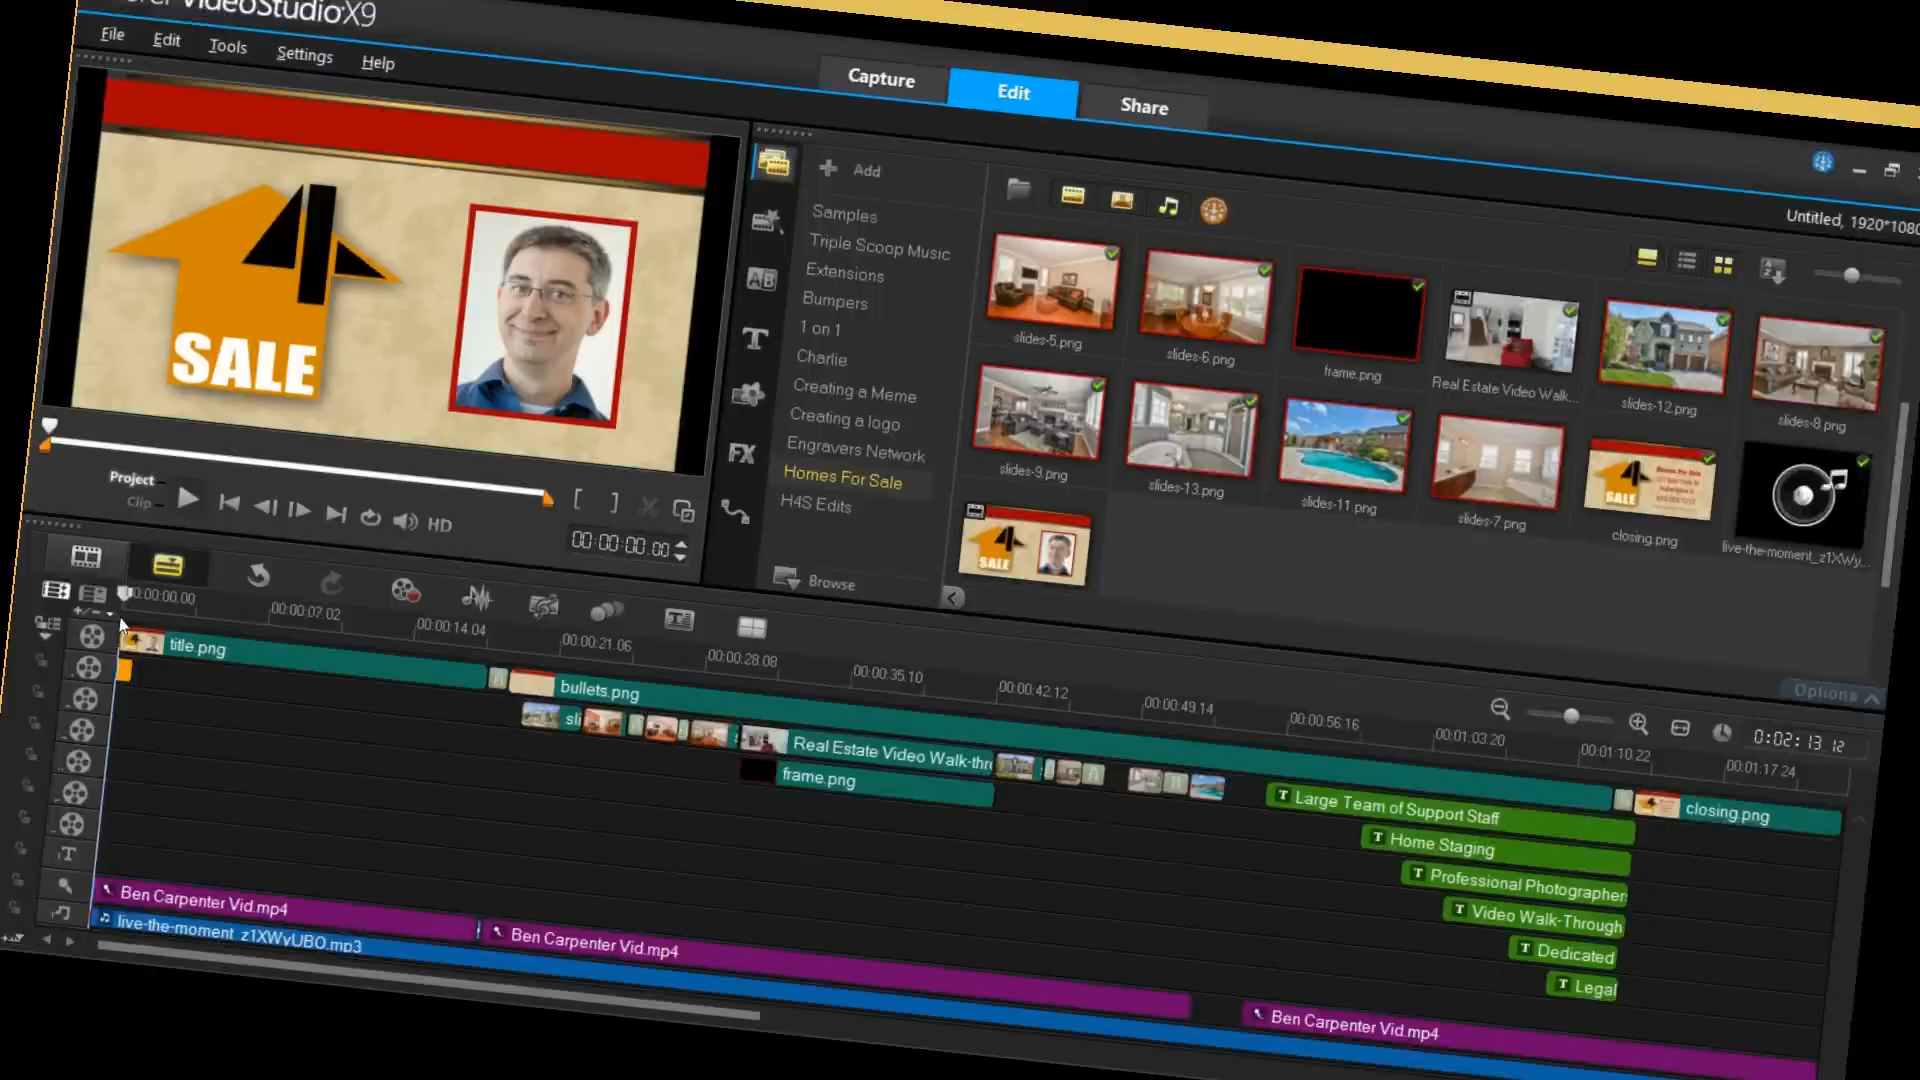 VideoStudio X9
File Edit Tools Settings Help
Capture Edit Share
Untitled, 1920*1080
4 SALE
Add
Samples
Triple Scoop Music
Extensions
Bumpers
1 on 1
Charlie
Creating a Meme
Creating a logo
Engravers Network
Homes For Sale
H4S Edits
Browse
slides-5.png
slides-6.png
frame.png
Real Estate Video Walk...
slides-12.png
slides-8.png
slides-9.png
slides-13.png
slides-11.png
slides-7.png
closing.png
live-the-moment_z1XWy...
SALE
SALE
AB
T
FX
Options
Project
Clip
HD
00:00:00.00
00:00:00.00
00:00:07.02
00:00:14.04
00:00:21.06
00:00:28.08
00:00:35.10
00:00:42.12
00:00:49.14
00:00:56.16
00:01:03.20
00:01:10.22
00:01:17.24
0:02:13.12
title.png
bullets.png
sli
Real Estate Video Walk-thr
frame.png
closing.png
T Large Team of Support Staff
T Home Staging
T Professional Photographer
T Video Walk-Through
T Dedicated
T Legal
Ben Carpenter Vid.mp4
Ben Carpenter Vid.mp4
Ben Carpenter Vid.mp4
live-the-moment_z1XWyUBO.mp3